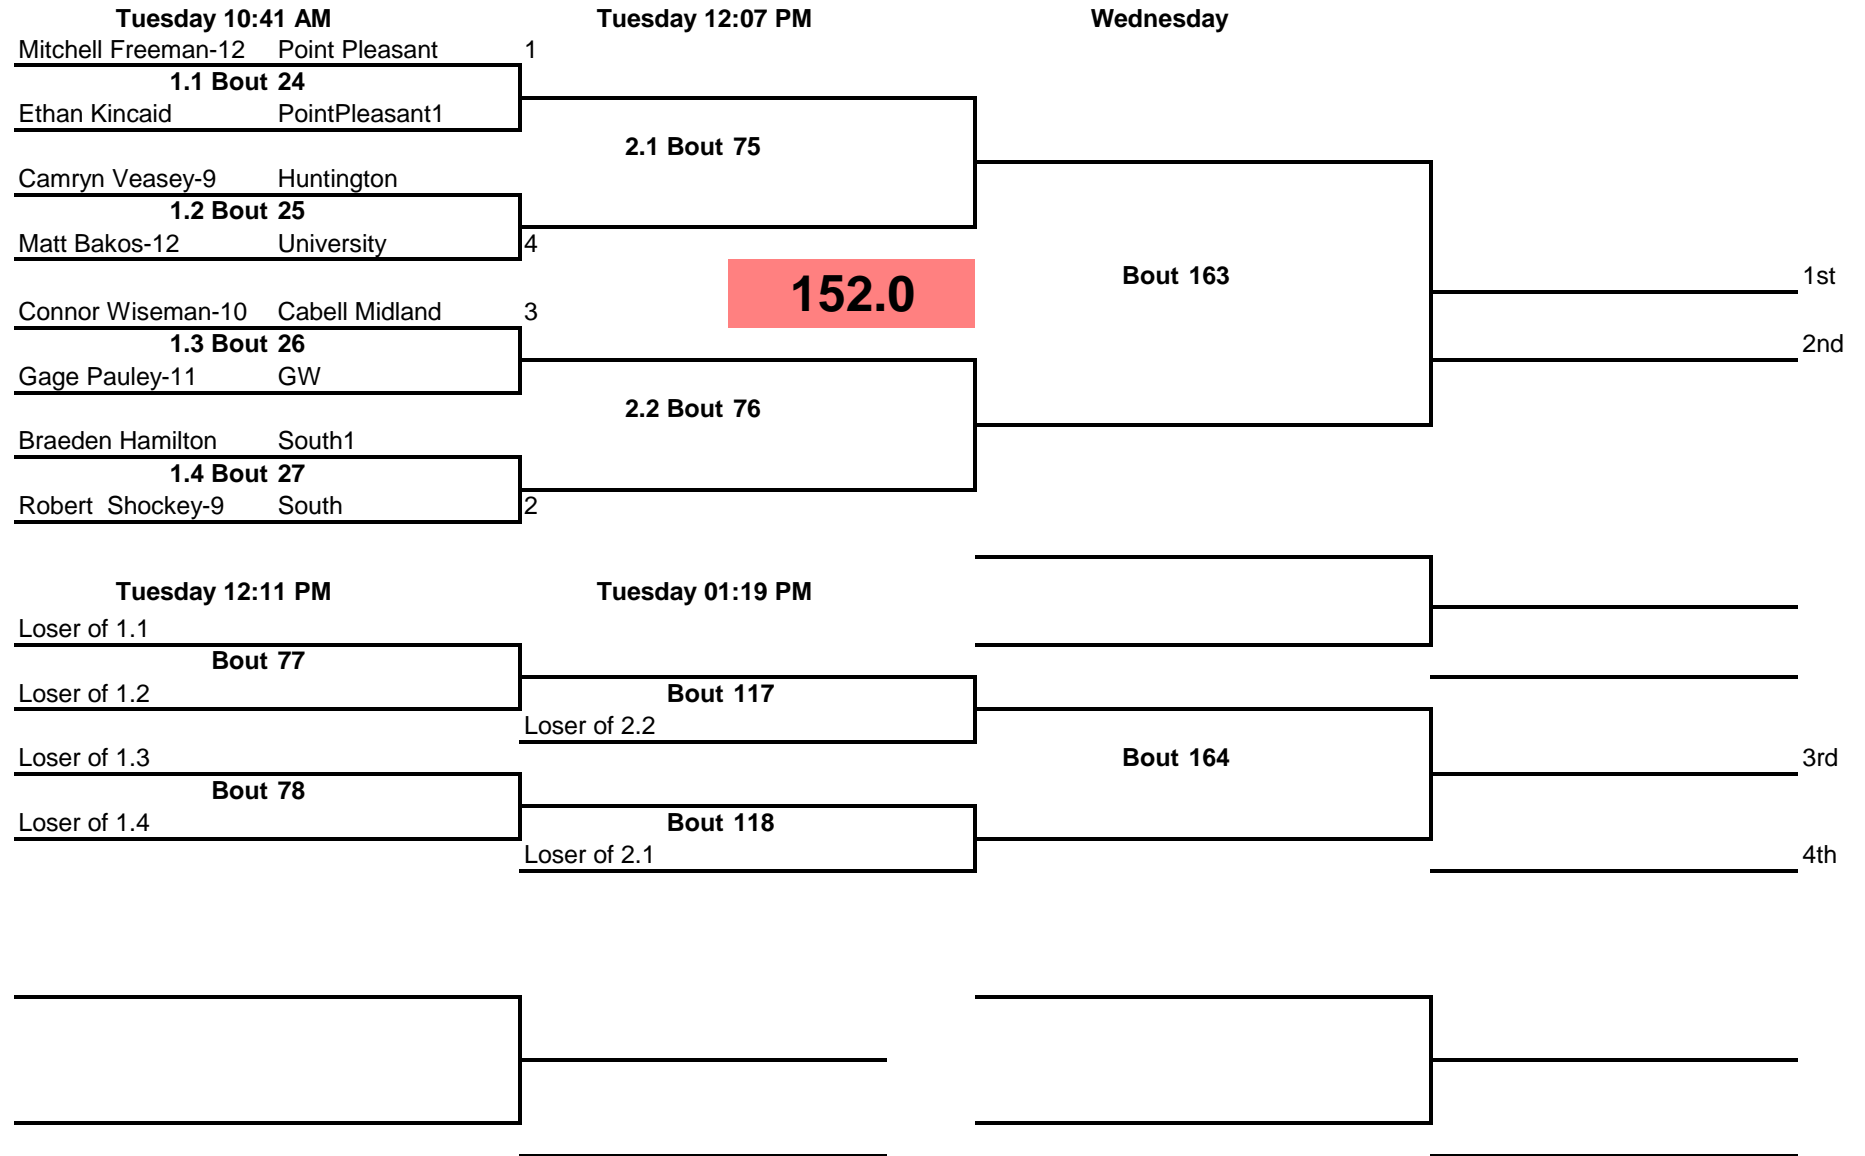 Tuesday 10:41 AM Tuesday 12:07 PM Wednesday
Mitchell Freeman-12 Point Pleasant 1
1.1 Bout 24
Ethan Kincaid PointPleasant1
2.1 Bout 75
Camryn Veasey-9 Huntington
1.2 Bout 25
Matt Bakos-12 University 4
152.0 Bout 163 1st
Connor Wiseman-10 Cabell Midland 3
1.3 Bout 26 2nd
Gage Pauley-11 GW
2.2 Bout 76
Braeden Hamilton South1
1.4 Bout 27
Robert  Shockey-9 South 2
Tuesday 12:11 PM Tuesday 01:19 PM
Loser of 1.1
Bout 77
Loser of 1.2 Bout 117
Loser of 2.2
Loser of 1.3 Bout 164 3rd
Bout 78
Loser of 1.4 Bout 118
Loser of 2.1 4th